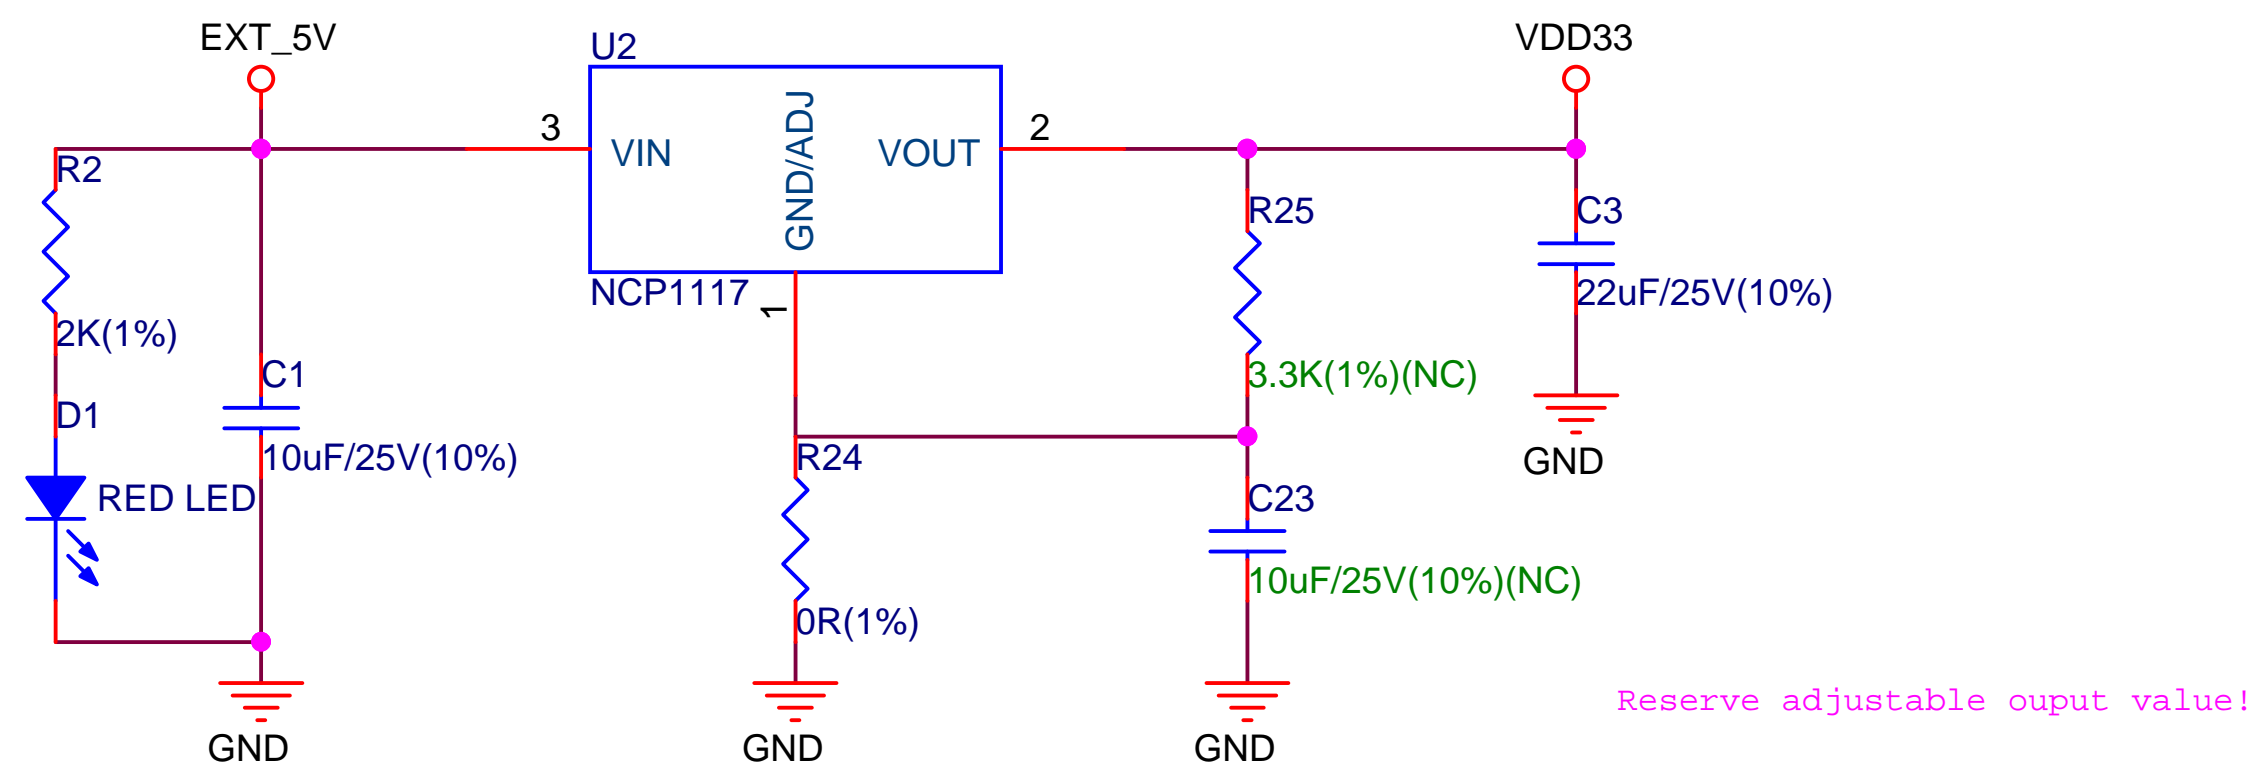 EXT_5V
VDD33
U2
3
VIN
GND/ADJ
VOUT
2
R2
R25
C3
NCP1117
1
22uF/25V(10%)
2K(1%)
C1
3.3K(1%)(NC)
D1
10uF/25V(10%)
R24
GND
RED LED
C23
10uF/25V(10%)(NC)
0R(1%)
Reserve adjustable ouput value!
GND
GND
GND